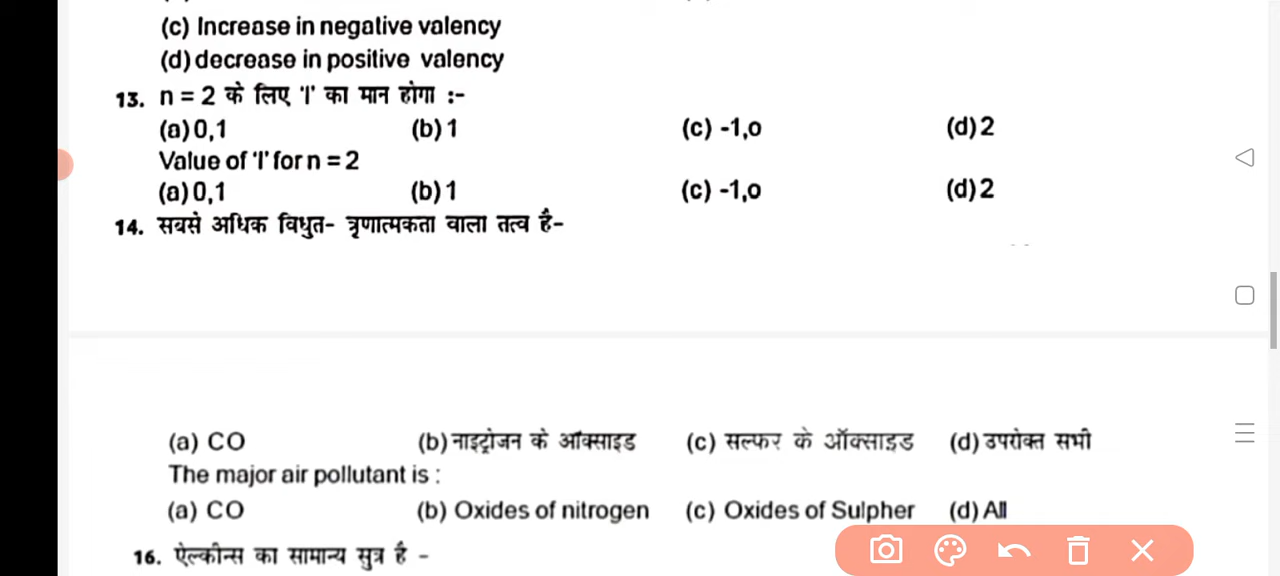 (c) Increase in negative valency
(d) decrease in positive valency
13. n = 2 के लिए 'l' का मान होगा :-
(a) 0,1 (b) 1 (c) -1,o (d) 2
Value of 'l' for n = 2
(a) 0,1 (b) 1 (c) -1,o (d) 2
14. सबसे अधिक विधुत- त्रृणात्मकता वाला तत्व है-
(a) CO (b) नाइट्रोजन के ऑक्साइड (c) सल्फर के ऑक्साइड (d) उपरोक्त सभी
The major air pollutant is :
(a) CO (b) Oxides of nitrogen (c) Oxides of Sulpher (d) All
16. ऐल्कीन्स का सामान्य सुत्र है -